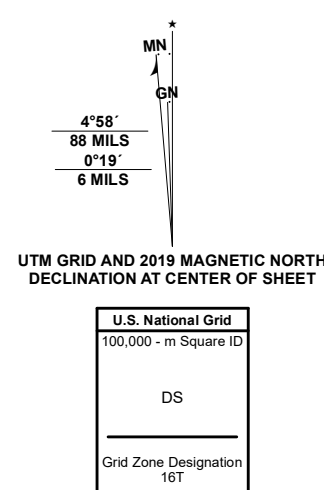 MN
GN
4°58´
88 MILS
0°19´
6 MILS
UTM GRID AND 2019 MAGNETIC NORTH
DECLINATION AT CENTER OF SHEET
U.S. National Grid
100,000 - m Square ID
DS
Grid Zone Designation
16T